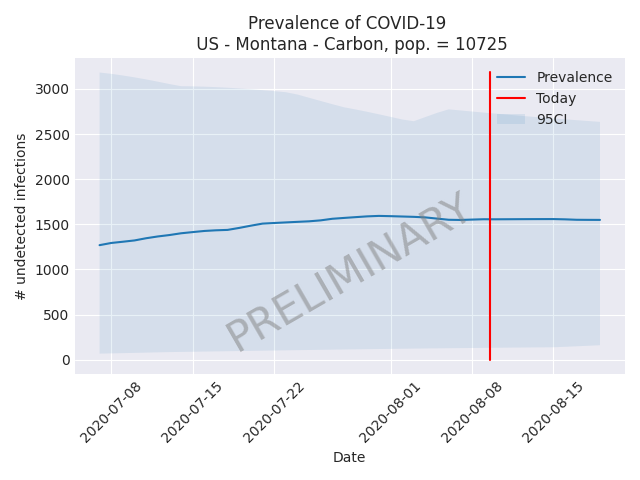 Prevalence of COVID-19
US - Montana - Carbon, pop. = 10725
# undetected infections
3000
2500
2000
1500
1000
500
0
Prevalence
Today
95CI
PRELIMINARY
2020-07-08
2020-07-15
2020-07-22
2020-08-01
2020-08-08
2020-08-15
Date